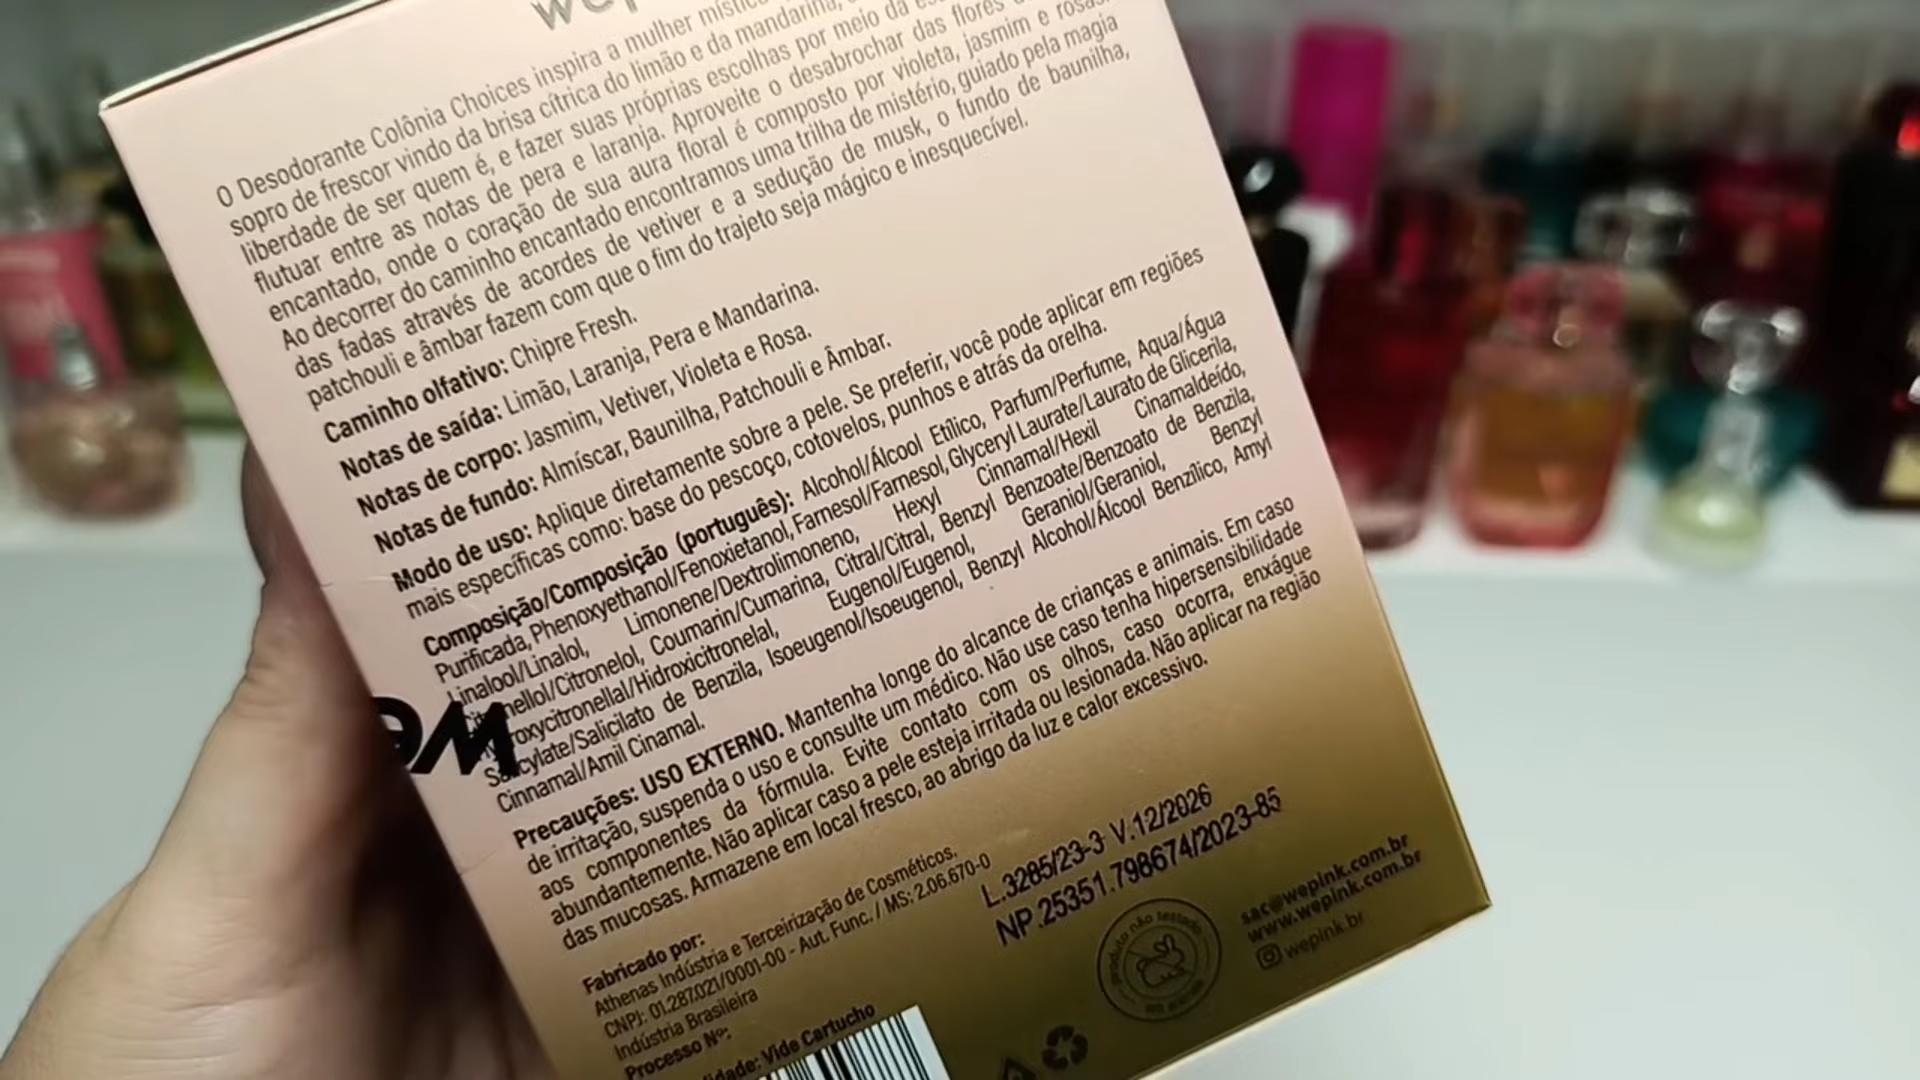 wepi
O Desodorante Colônia Choices inspira a mulher místic
sopro de frescor vindo da brisa cítrica do limão e da mandarina,
liberdade de ser quem é, e fazer suas próprias escolhas por meio da
flutuar entre as notas de pera e laranja. Aproveite o desabrochar das flores
encantado, onde o coração de sua aura floral é composto por violeta, jasmim e rosas.
Ao decorrer do caminho encantado encontramos uma trilha de mistério, guiado pela magia
das fadas através de acordes de vetiver e a sedução de musk, o fundo de baunilha,
patchouli e âmbar fazem com que o fim do trajeto seja mágico e inesquecível.
Caminho olfativo: Chipre Fresh.
Notas de saída: Limão, Laranja, Pera e Mandarina.
Notas de corpo: Jasmim, Vetiver, Violeta e Rosa.
Notas de fundo: Almíscar, Baunilha, Patchouli e Âmbar.
Modo de uso: Aplique diretamente sobre a pele. Se preferir, você pode aplicar em regiões
mais específicas como: base do pescoço, cotovelos, punhos e atrás da orelha.
Composição/Composição (português): Alcohol/Álcool Etílico, Parfum/Perfume, Aqua/Água
Purificada, Phenoxyethanol/Fenoxietanol, Farnesol/Farnesol, Glyceryl Laurate/Laurato de Glicerila,
Linalool/Linalol, Limonene/Dextrolimoneno, Hexyl Cinnamal/Hexil Cinamaldeído,
nellol/Citronelol, Coumarin/Cumarina, Citral/Citral, Benzyl Benzoate/Benzoato de Benzila,
roxycitronellal/Hidroxicitronelal, Eugenol/Eugenol, Geraniol/Geraniol, Benzyl
Salicylate/Salicilato de Benzila, Isoeugenol/Isoeugenol, Benzyl Alcohol/Álcool Benzílico, Amyl
Cinnamal/Amil Cinamal.
we
Precauções: USO EXTERNO. Mantenha longe do alcance de crianças e animais. Em caso
de irritação, suspenda o uso e consulte um médico. Não use caso tenha hipersensibilidade
aos componentes da fórmula. Evite contato com os olhos, caso ocorra, enxágue
abundantemente. Não aplicar caso a pele esteja irritada ou lesionada. Não aplicar na região
das mucosas. Armazene em local fresco, ao abrigo da luz e calor excessivo.
Fabricado por:
Athenas Indústria e Terceirização de Cosméticos.
CNPJ: 01.287.021/0001-00 - Aut. Func. / MS: 2.06.670-0
Indústria Brasileira
Processo Nº:
lidade: Vide Cartucho
L.3285/23-3 V.12/2026
NP.25351.798674/2023-85
produto não testado
em animais
sac@wepink.com.br
www.wepink.com.br
wepink.br